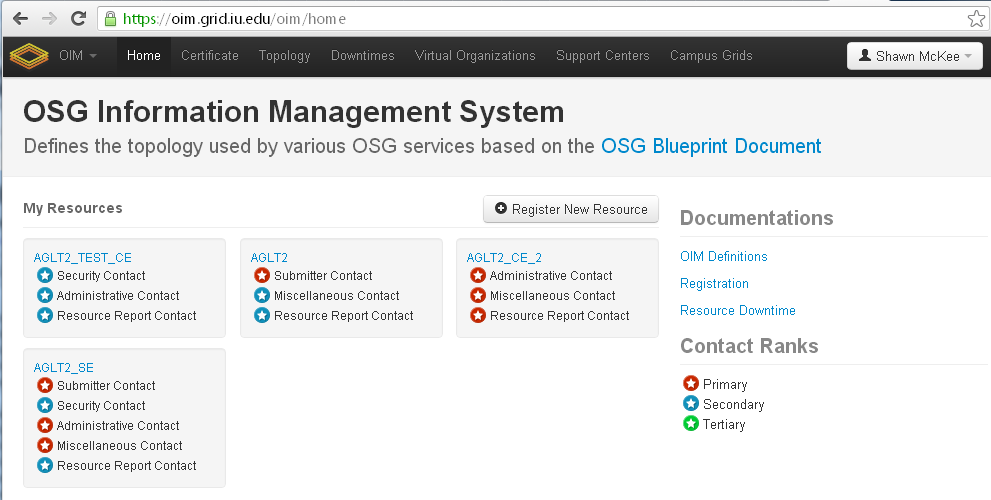 https://oim.grid.iu.edu/oim/home
OIM Home Certificate Topology Downtimes Virtual Organizations Support Centers Campus Grids Shawn McKee
OSG Information Management System
Defines the topology used by various OSG services based on the OSG Blueprint Document
My Resources
Register New Resource
AGLT2_TEST_CE
Security Contact
Administrative Contact
Resource Report Contact
AGLT2
Submitter Contact
Miscellaneous Contact
Resource Report Contact
AGLT2_CE_2
Administrative Contact
Miscellaneous Contact
Resource Report Contact
AGLT2_SE
Submitter Contact
Security Contact
Administrative Contact
Miscellaneous Contact
Resource Report Contact
Documentations
OIM Definitions
Registration
Resource Downtime
Contact Ranks
Primary
Secondary
Tertiary